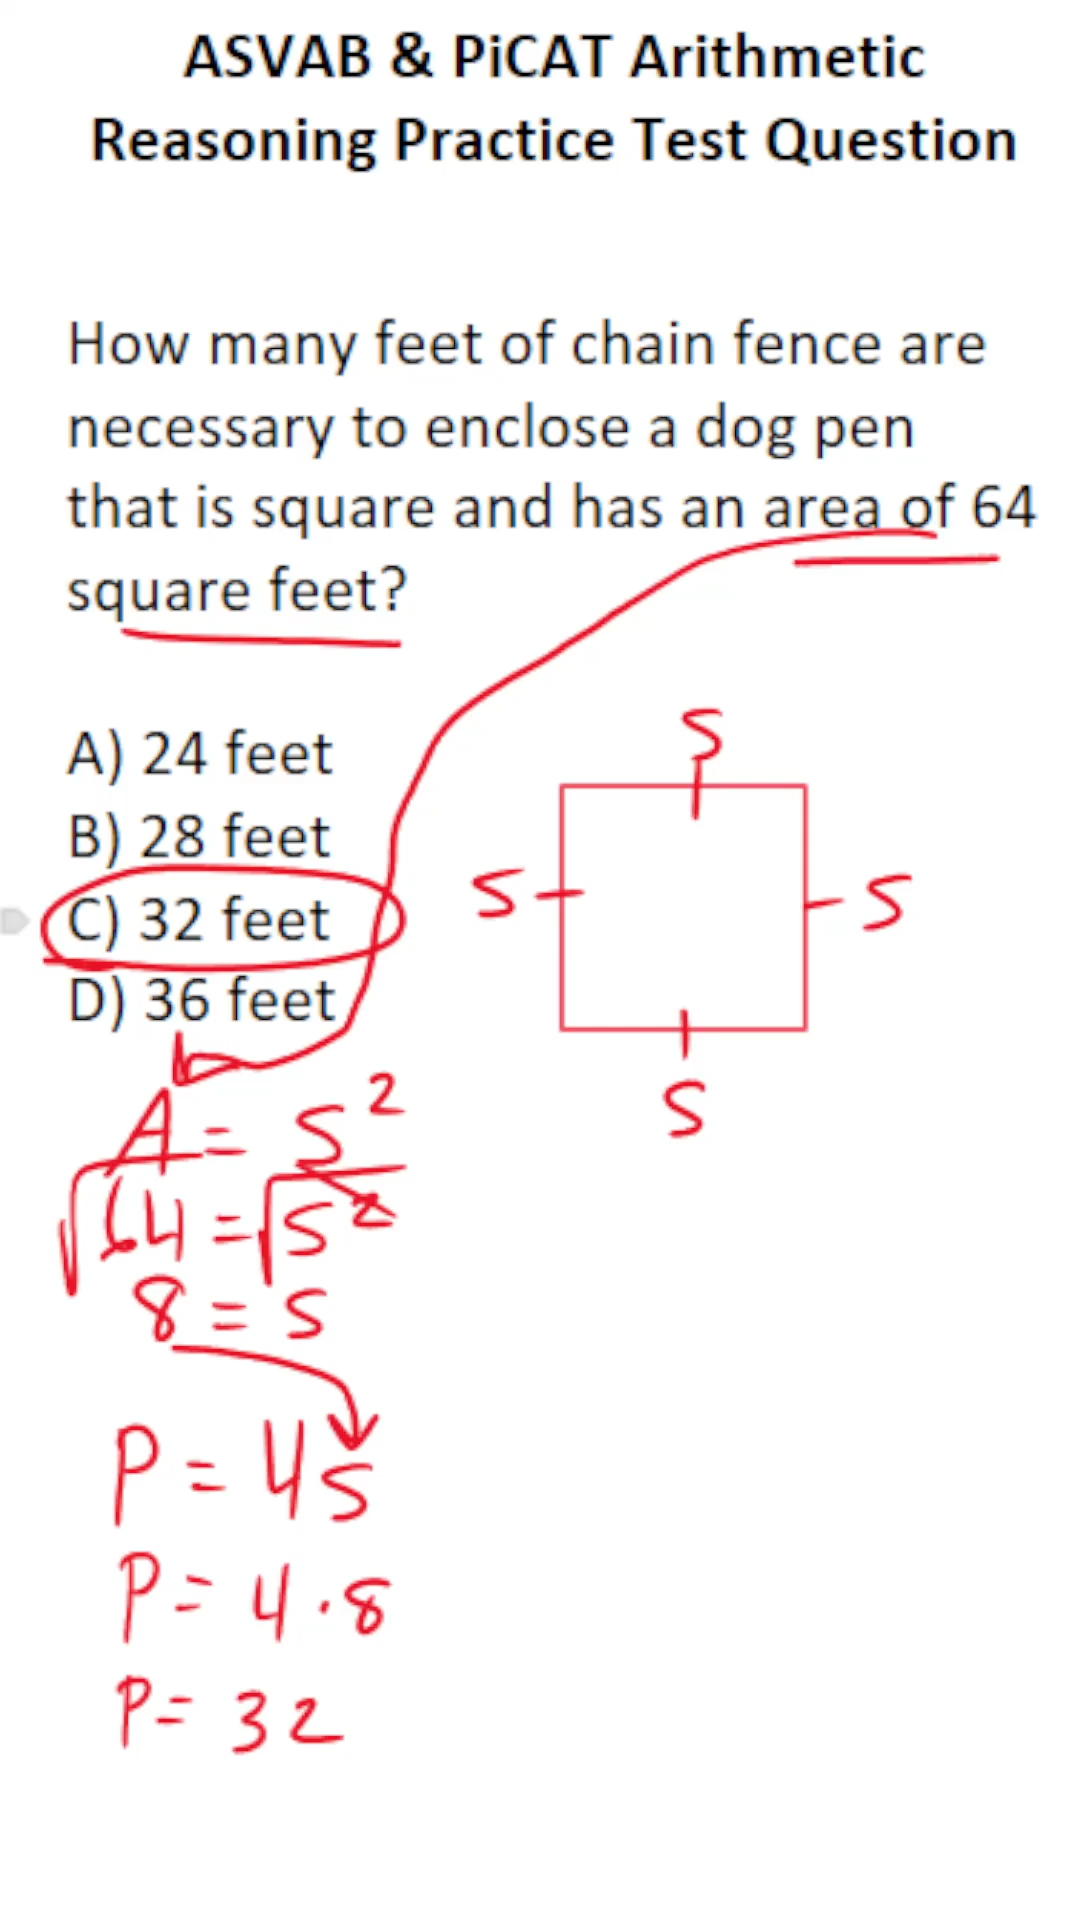 ASVAB & PiCAT Arithmetic
Reasoning Practice Test Question
How many feet of chain fence are
necessary to enclose a dog pen
that is square and has an area of 64
square feet?
A) 24 feet
B) 28 feet
C) 32 feet
D) 36 feet
S
S
S
S
A = S²
√64 = √S²
8 = S
P = 4S
P = 4 · 8
P = 32